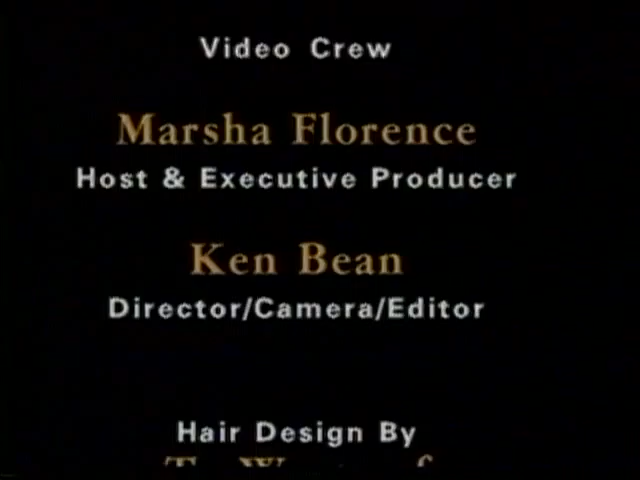 Video Crew
Marsha Florence
Host & Executive Producer
Ken Bean
Director/Camera/Editor
Hair Design By